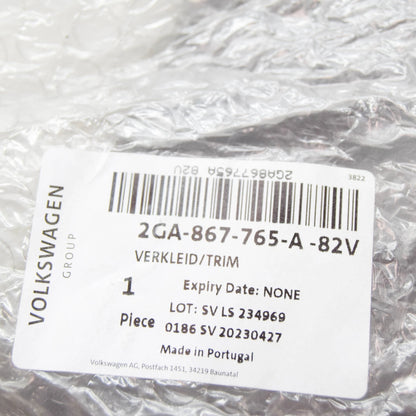 3822
2GA867765A 82V
2GA-867-765-A -82V
VOLKSWAGEN
GROUP
VERKLEID/TRIM
1 Expiry Date: NONE
LOT: SV LS 234969
Piece 0186 SV 20230427
Made in Portugal
Volkswagen AG, Postfach 1451, 34219 Baunatal